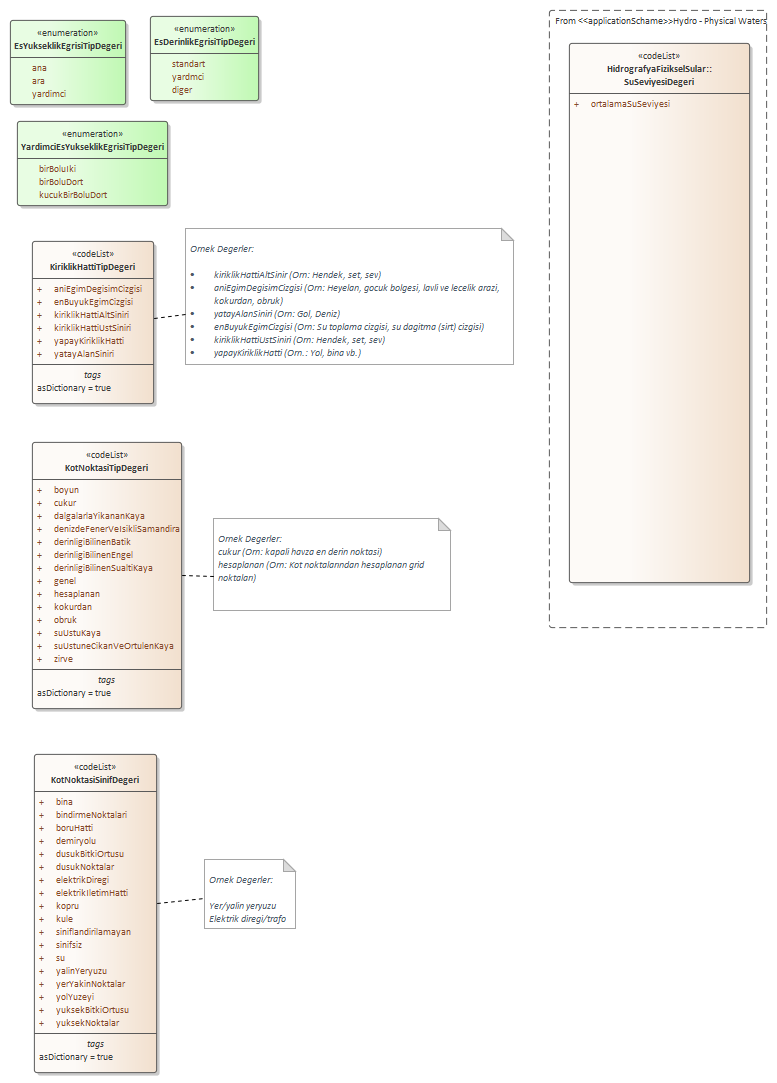 «enumeration»
EsYukseklikEgrisiTipDegeri
ana
ara
yardimci
«enumeration»
EsDerinlikEgrisiTipDegeri
standart
yardmci
diger
«enumeration»
YardimciEsYukseklikEgrisiTipDegeri
birBoluIki
birBoluDort
kucukBirBoluDort
«codeList»
KiriklikHattiTipDegeri
+ aniEgimDegisimCizgisi
+ enBuyukEgimCizgisi
+ kiriklikHattiAltSiniri
+ kiriklikHattiUstSiniri
+ yapayKiriklikHatti
+ yatayAlanSiniri
tags
asDictionary = true
Ornek Degerler:
• kiriklikHattiAltSinir (Orn: Hendek, set, sev)
• aniEgimDegisimCizgisi (Orn: Heyelan, gocuk bolgesi, lavli ve lecelik arazi,
kokurdan, obruk)
• yatayAlanSiniri (Orn: Gol, Deniz)
• enBuyukEgimCizgisi (Orn: Su toplama cizgisi, su dagitma (sirt) cizgisi)
• kiriklikHattiUstSiniri (Orn: Hendek, set, sev)
• yapayKiriklikHatti (Orn.: Yol, bina vb.)
«codeList»
KotNoktasiTipDegeri
+ boyun
+ cukur
+ dalgalarlaYikananKaya
+ denizdeFenerVeIsikliSamandira
+ derinligiBilinenBatik
+ derinligiBilinenEngel
+ derinligiBilinenSualtiKaya
+ genel
+ hesaplanan
+ kokurdan
+ obruk
+ suUstuKaya
+ suUstuneCikanVeOrtulenKaya
+ zirve
tags
asDictionary = true
Ornek Degerler:
cukur (Orn: kapali havza en derin noktasi)
hesaplanan (Orn: Kot noktalarından hesaplanan grid
noktaları)
«codeList»
KotNoktasiSinifDegeri
+ bina
+ bindirmeNoktalari
+ boruHatti
+ demiryolu
+ dusukBitkiOrtusu
+ dusukNoktalar
+ elektrikDiregi
+ elektrikIletimHatti
+ kopru
+ kule
+ siniflandirilamayan
+ sinifsiz
+ su
+ yalinYeryuzu
+ yerYakinNoktalar
+ yolYuzeyi
+ yuksekBitkiOrtusu
+ yuksekNoktalar
tags
asDictionary = true
Ornek Degerler:
Yer/yalin yeryuzu
Elektrik diregi/trafo
From <<applicationSchame>>Hydro - Physical Waters
«codeList»
HidrografyaFizikselSular::
SuSeviyesiDegeri
+ ortalamaSuSeviyesi